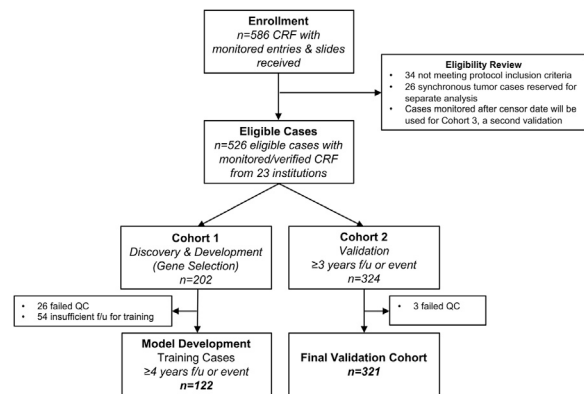 Enrollment
n=586 CRF with
monitored entries & slides
received
Eligibility Review
• 34 not meeting protocol inclusion criteria
• 26 synchronous tumor cases reserved for
separate analysis
• Cases monitored after censor date will be
used for Cohort 3, a second validation
Eligible Cases
n=526 eligible cases with
monitored/verified CRF
from 23 institutions
Cohort 1
Discovery & Development
(Gene Selection)
n=202
Cohort 2
Validation
≥3 years f/u or event
n=324
• 26 failed QC
• 54 insufficient f/u for training
• 3 failed QC
Model Development
Training Cases
≥4 years f/u or event
n=122
Final Validation Cohort
n=321